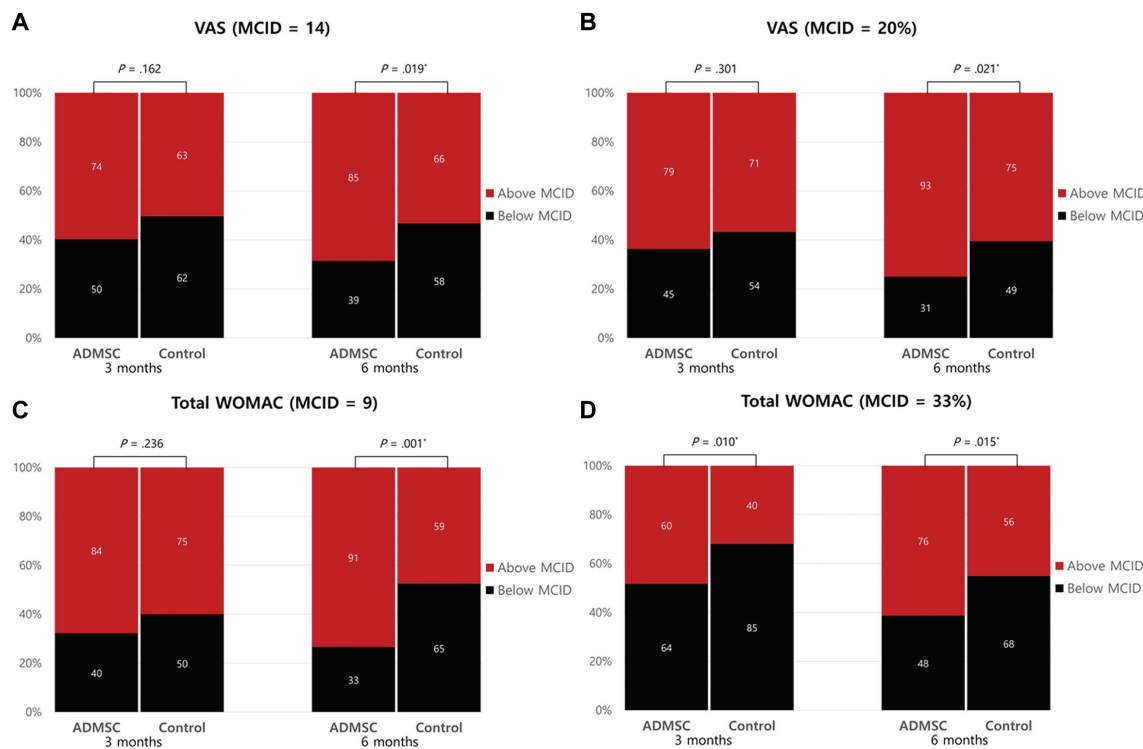 A
VAS (MCID = 14)
P = .162
P = .019*
100%
80%
60%
40%
20%
0%
74
63
85
66
50
62
39
58
Above MCID
Below MCID
ADMSC
Control
ADMSC
Control
3 months
6 months
B
VAS (MCID = 20%)
P = .301
P = .021*
100%
80%
60%
40%
20%
0%
79
71
93
75
45
54
31
49
Above MCID
Below MCID
ADMSC
Control
ADMSC
Control
3 months
6 months
C
Total WOMAC (MCID = 9)
P = .236
P = .001*
100%
80%
60%
40%
20%
0%
84
75
91
59
40
50
33
65
Above MCID
Below MCID
ADMSC
Control
ADMSC
Control
3 months
6 months
D
Total WOMAC (MCID = 33%)
P = .010*
P = .015*
100%
80%
60%
40%
20%
0%
60
40
76
56
64
85
48
68
Above MCID
Below MCID
ADMSC
Control
ADMSC
Control
3 months
6 months